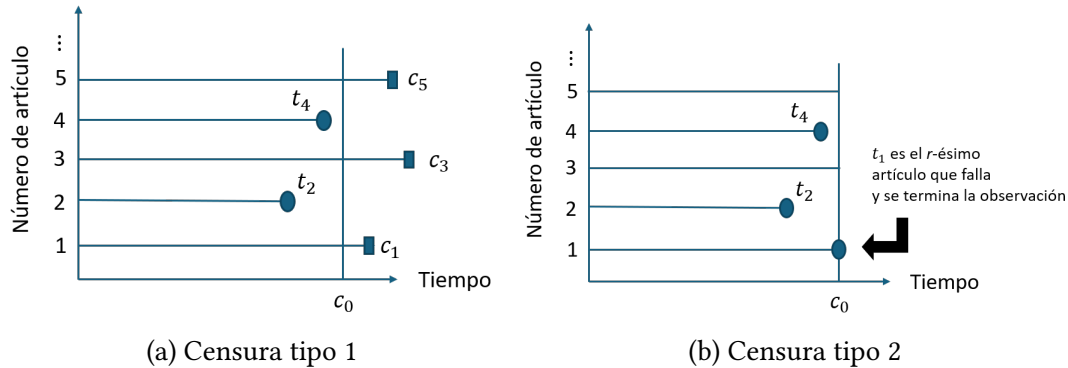 Número de artículo
⋮
5
4
3
2
1
c₅
t₄
c₃
t₂
c₁
Tiempo
c₀
(a) Censura tipo 1
Número de artículo
⋮
5
4
3
2
1
t₄
t₂
t₁ es el r-ésimo
artículo que falla
y se termina la observación
Tiempo
c₀
(b) Censura tipo 2